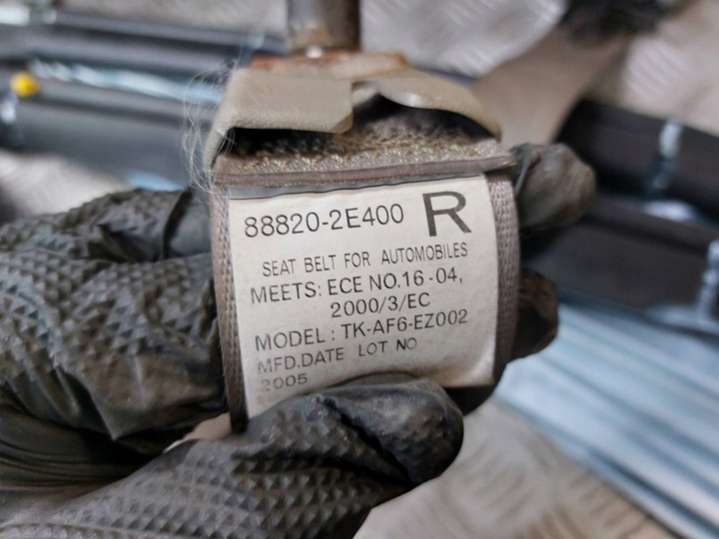 88820-2E400 R
SEAT BELT FOR AUTOMOBILES
MEETS: ECE NO.16-04,
2000/3/EC
MODEL : TK-AF6-EZ002
MFD.DATE LOT NO
2005